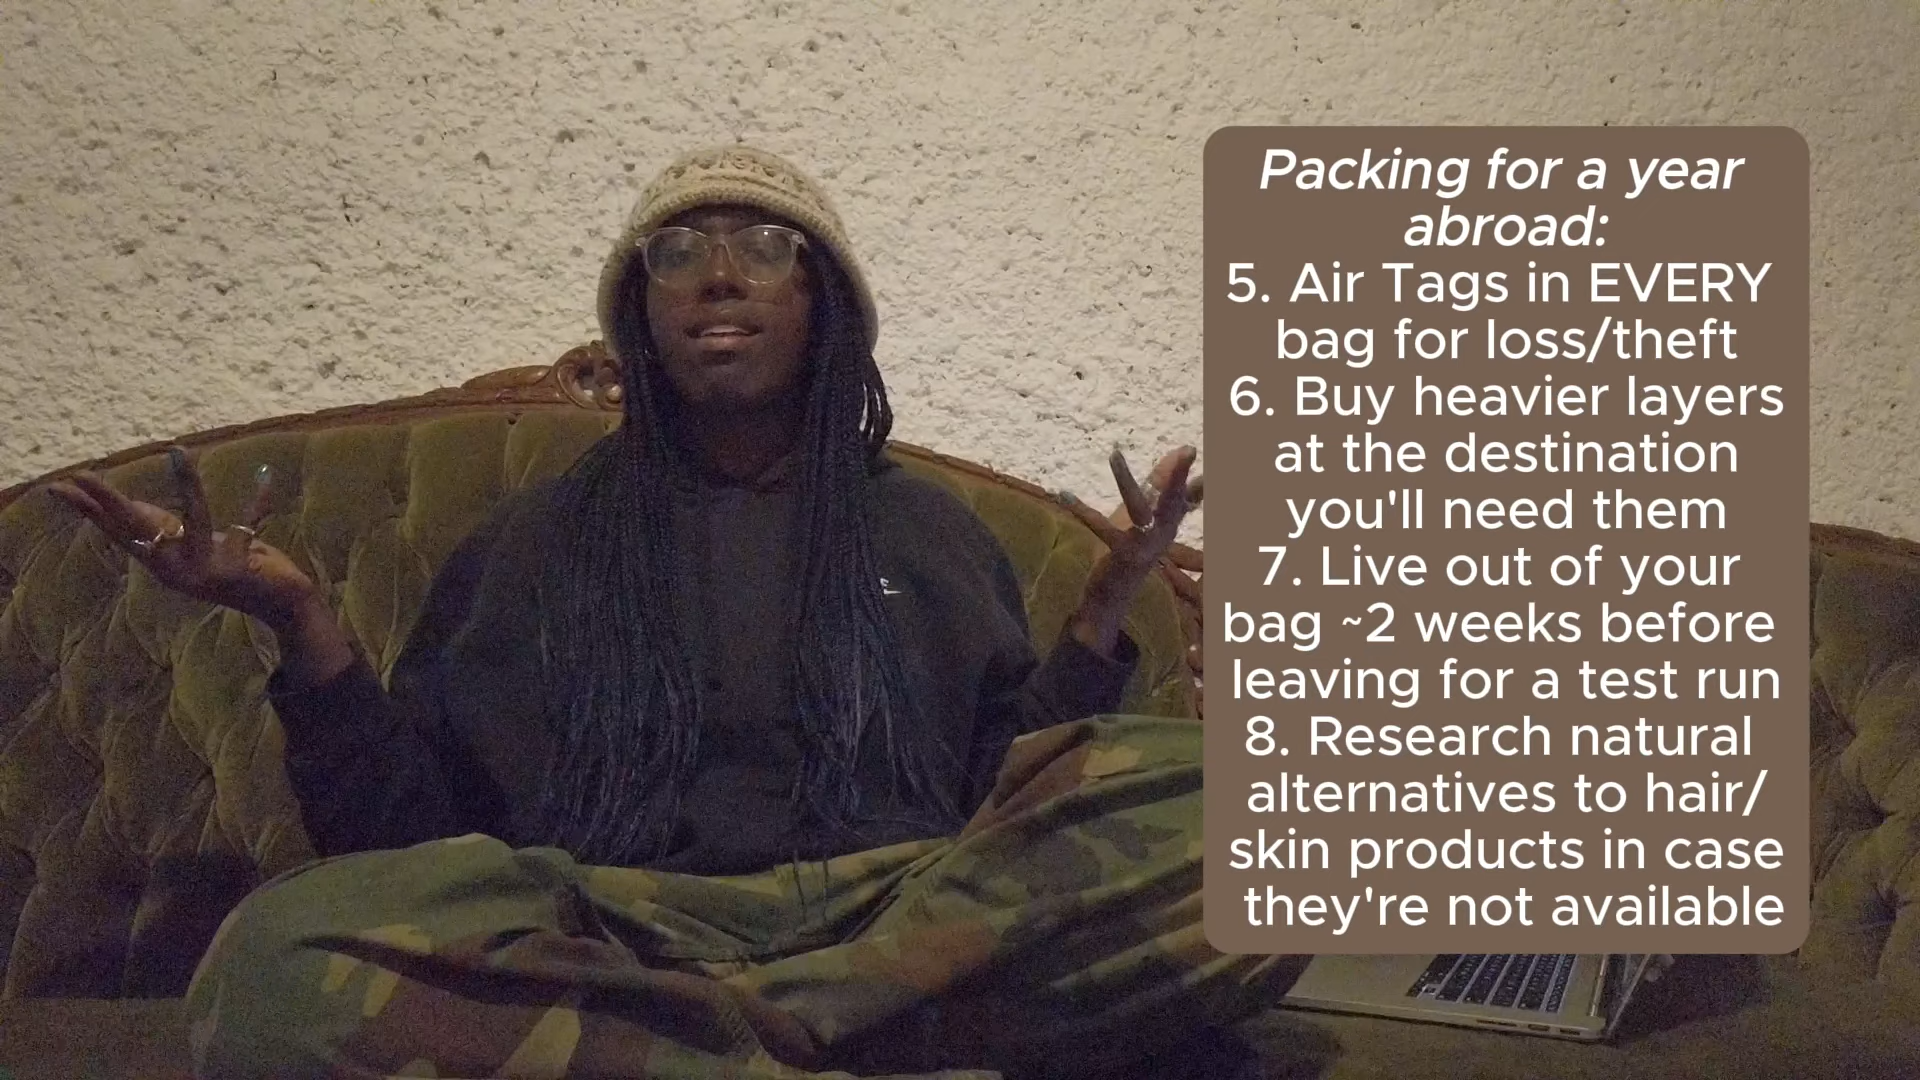 Packing for a year
abroad:
5. Air Tags in EVERY
bag for loss/theft
6. Buy heavier layers
at the destination
you'll need them
7. Live out of your
bag ~2 weeks before
leaving for a test run
8. Research natural
alternatives to hair/
skin products in case
they're not available